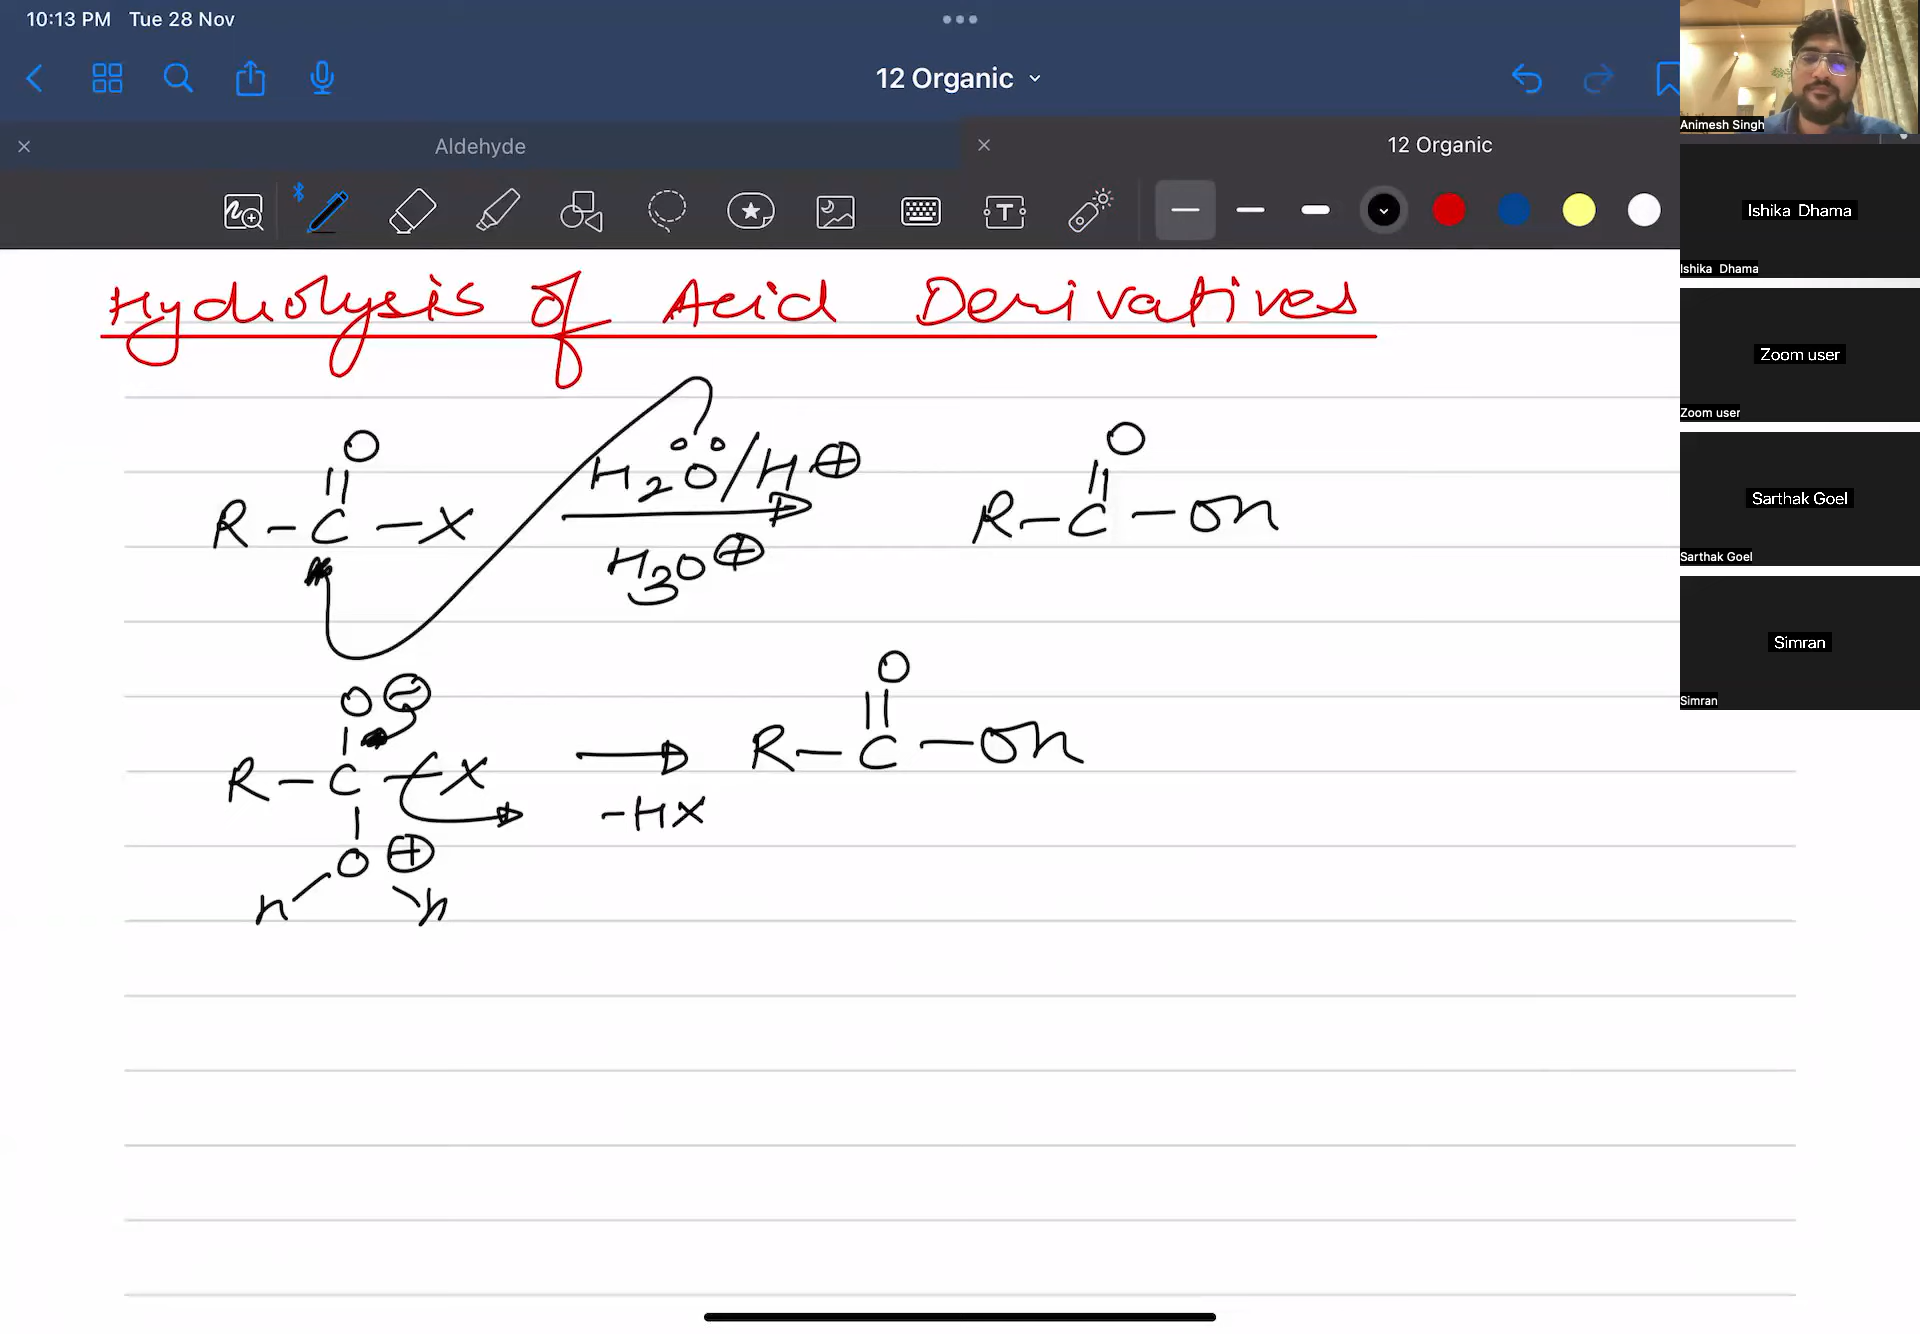 10:13 PM Tue 28 Nov
12 Organic
Aldehyde
12 Organic
T
Animesh Singh
Ishika Dhama
Ishika Dhama
Zoom user
Zoom user
Sarthak Goel
Sarthak Goel
Simran
Simran
Hydrolysis of Acid Derivatives
O
R-C-X
H2O/H⊕
H3O⊕
O
R-C-OH
O⊖
R-C-X
O⊕
H H
-HX
O
R-C-OH